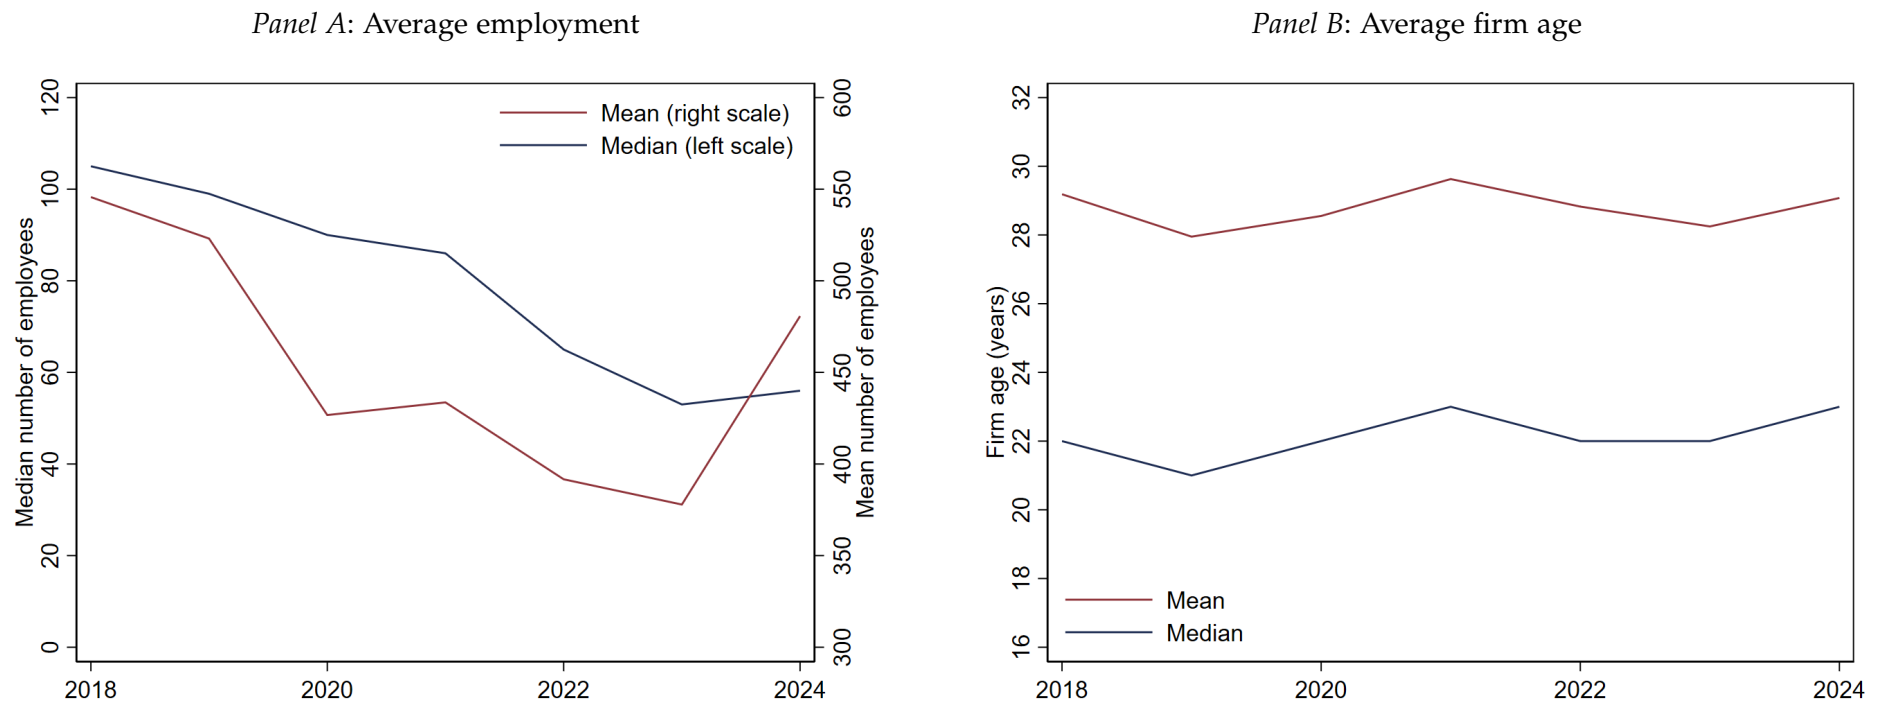 Panel A: Average employment
Mean (right scale)
Median (left scale)
Median number of employees
120
100
80
60
40
20
0
600
550
500
450
400
350
300
Mean number of employees
2018 2020 2022 2024
Panel B: Average firm age
Firm age (years)
32
30
28
26
24
22
20
18
16
Mean
Median
2018 2020 2022 2024